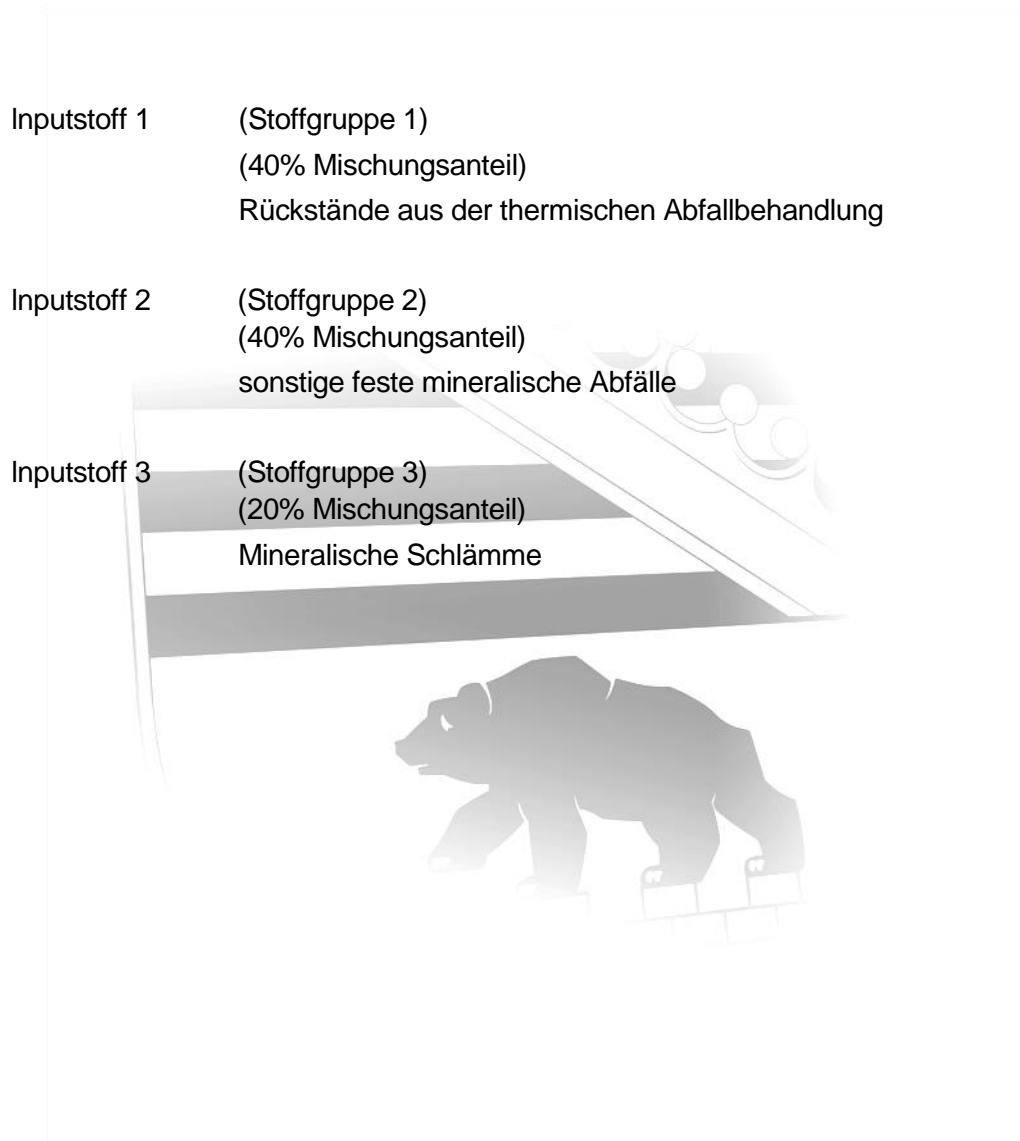 Inputstoff 1 (Stoffgruppe 1)
(40% Mischungsanteil)
Rückstände aus der thermischen Abfallbehandlung
Inputstoff 2 (Stoffgruppe 2)
(40% Mischungsanteil)
sonstige feste mineralische Abfälle
Inputstoff 3 (Stoffgruppe 3)
(20% Mischungsanteil)
Mineralische Schlämme